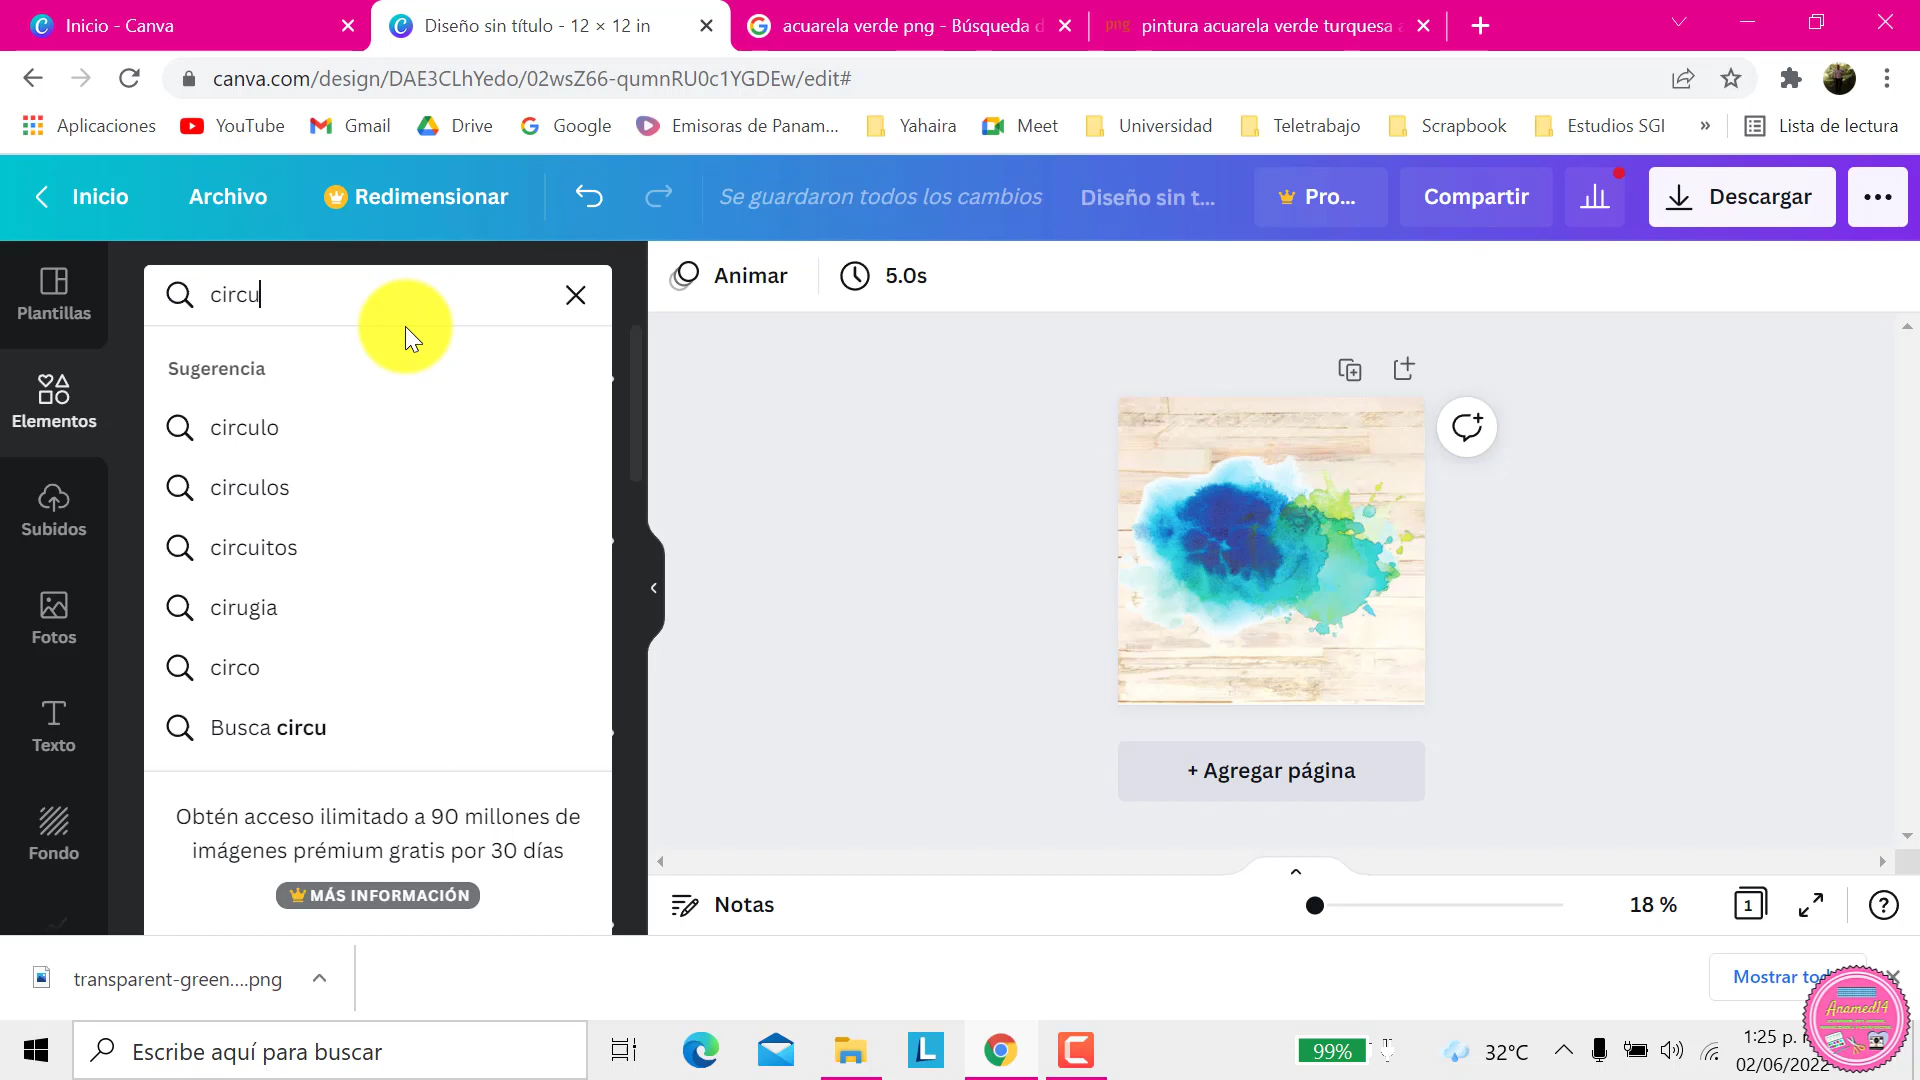 Inicio - Canva
Diseño sin título - 12 × 12 in
acuarela verde png - Búsqueda d
png pintura acuarela verde turquesa a
canva.com/design/DAE3CLhYedo/02wsZ66-qumnRU0c1YGDEw/edit#
Aplicaciones YouTube Gmail Drive Google Emisoras de Panam... Yahaira Meet Universidad Teletrabajo Scrapbook Estudios SGI » Lista de lectura
Inicio Archivo Redimensionar Se guardaron todos los cambios Diseño sin t... Pro... Compartir Descargar
Plantillas
Elementos
Subidos
Fotos
Texto
Fondo
circu
Sugerencia
circulo
circulos
circuitos
cirugia
circo
Busca circu
Obtén acceso ilimitado a 90 millones de
imágenes prémium gratis por 30 días
MÁS INFORMACIÓN
Animar 5.0s
+ Agregar página
Notas
18 %
1
transparent-green....png
Mostrar to
Anamed14
Escribe aquí para buscar
99%
32°C
1:25 p.
02/06/2022